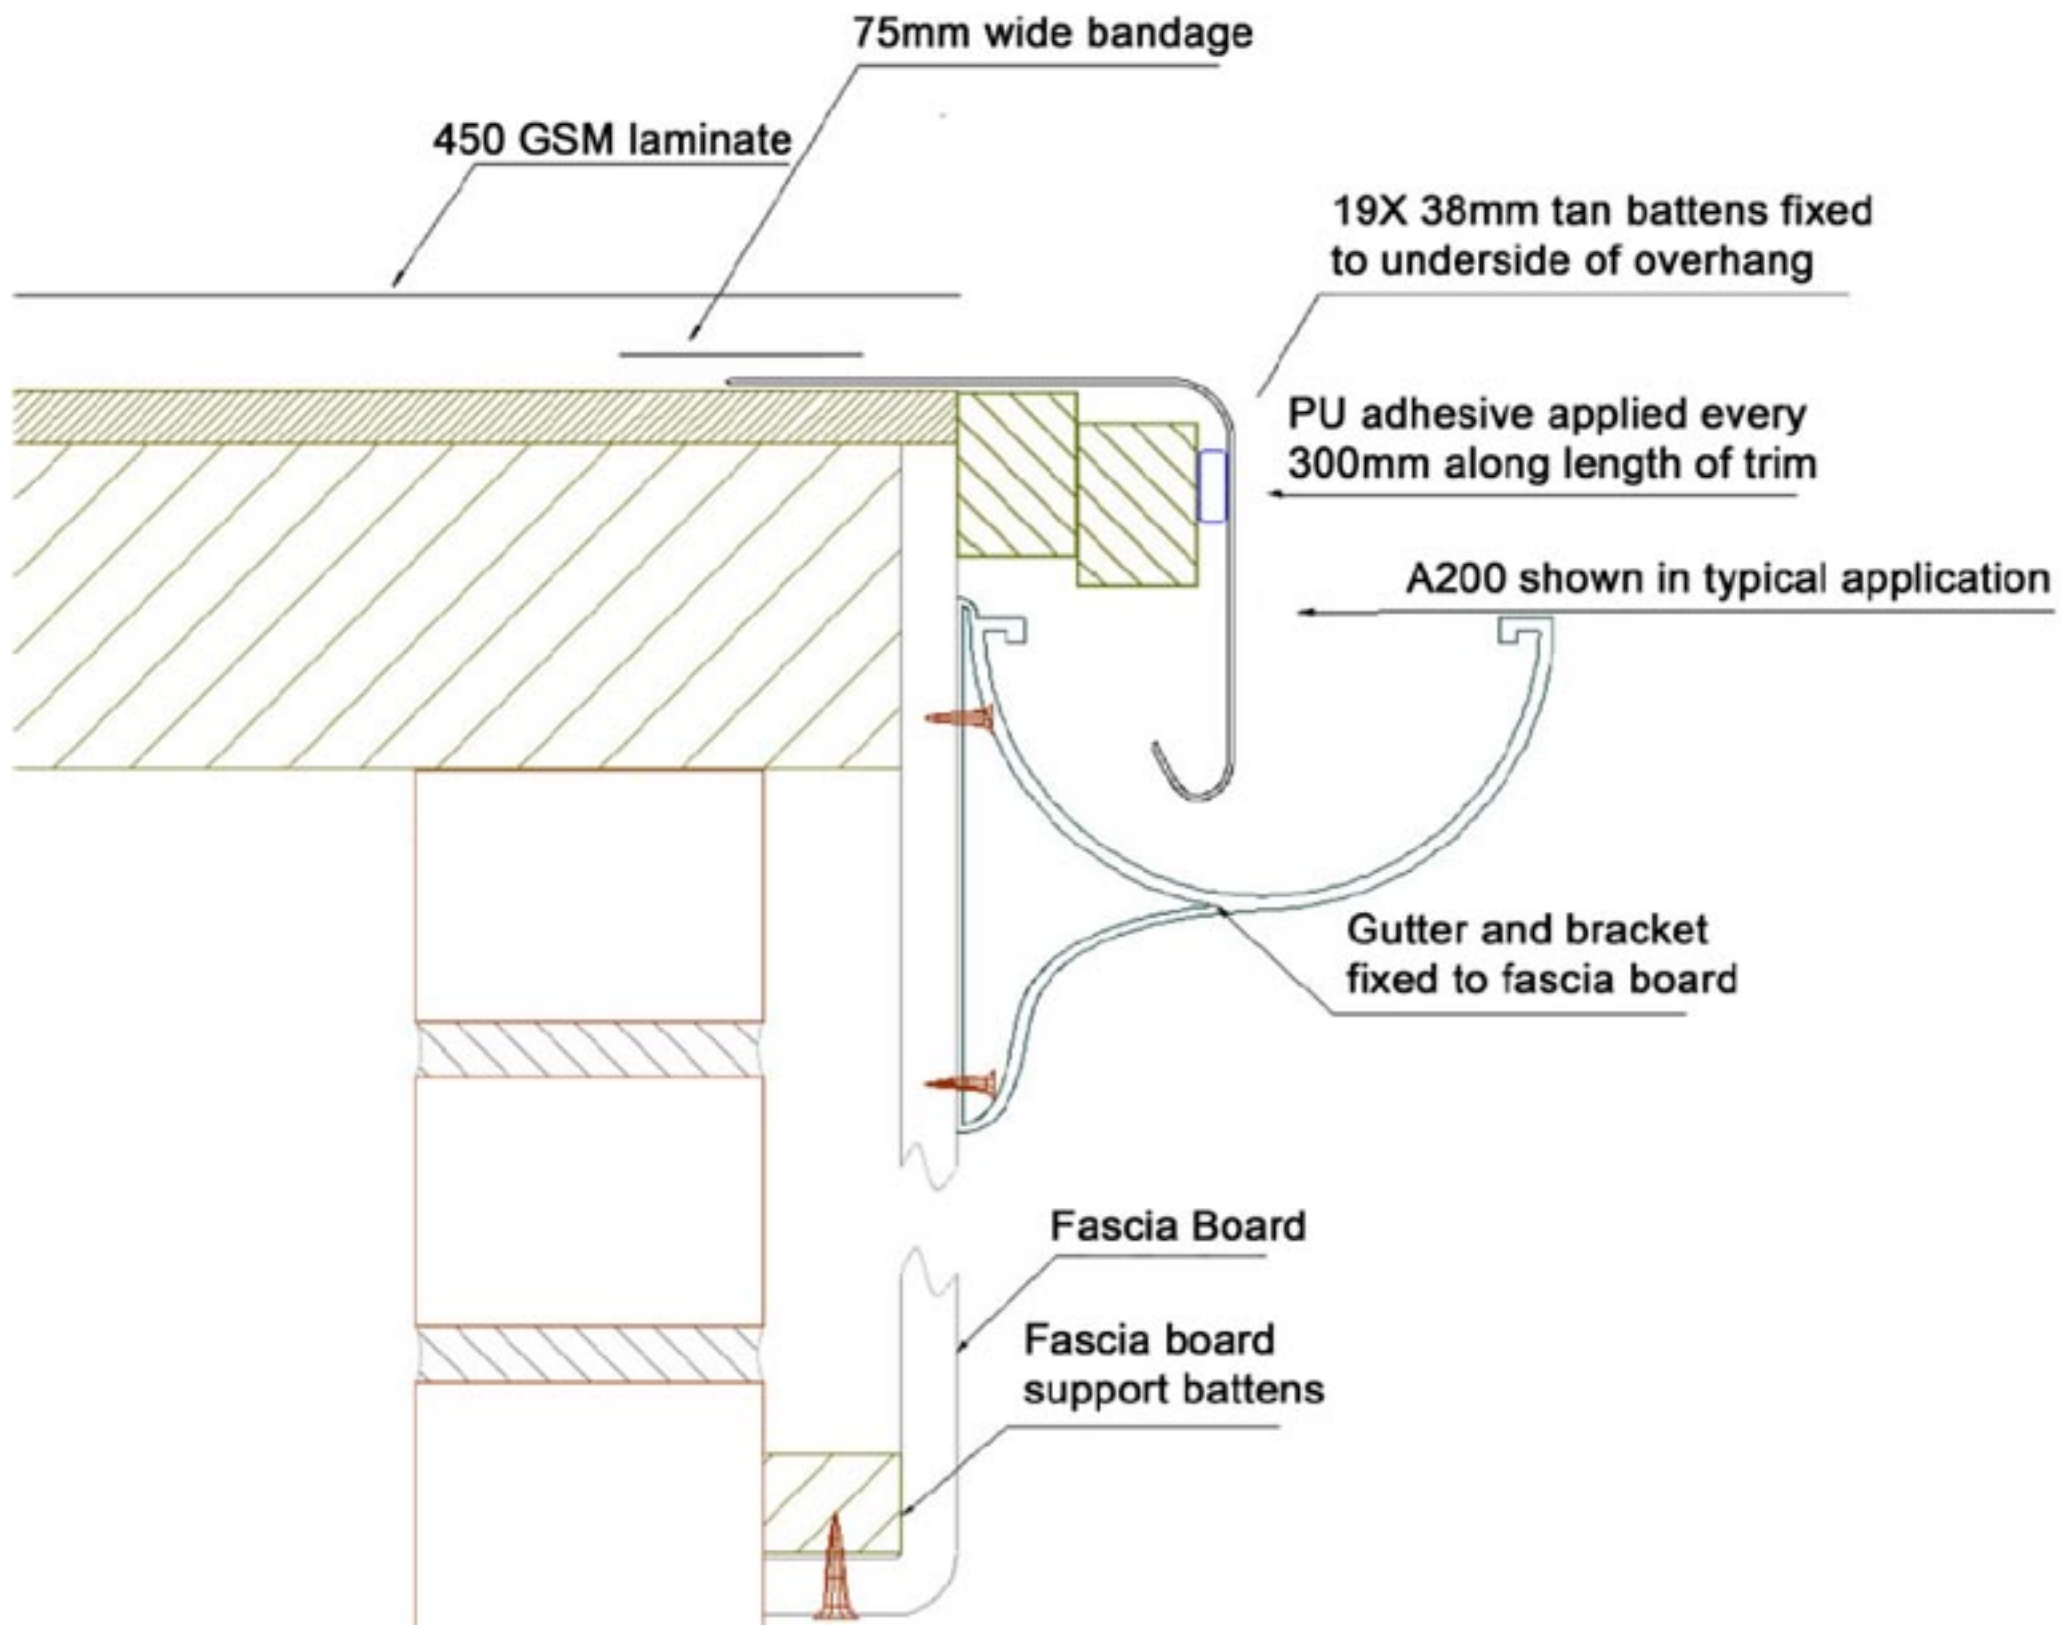 75mm wide bandage
450 GSM laminate
19X 38mm tan battens fixed
to underside of overhang
PU adhesive applied every
300mm along length of trim
A200 shown in typical application
Gutter and bracket
fixed to fascia board
Fascia Board
Fascia board
support battens